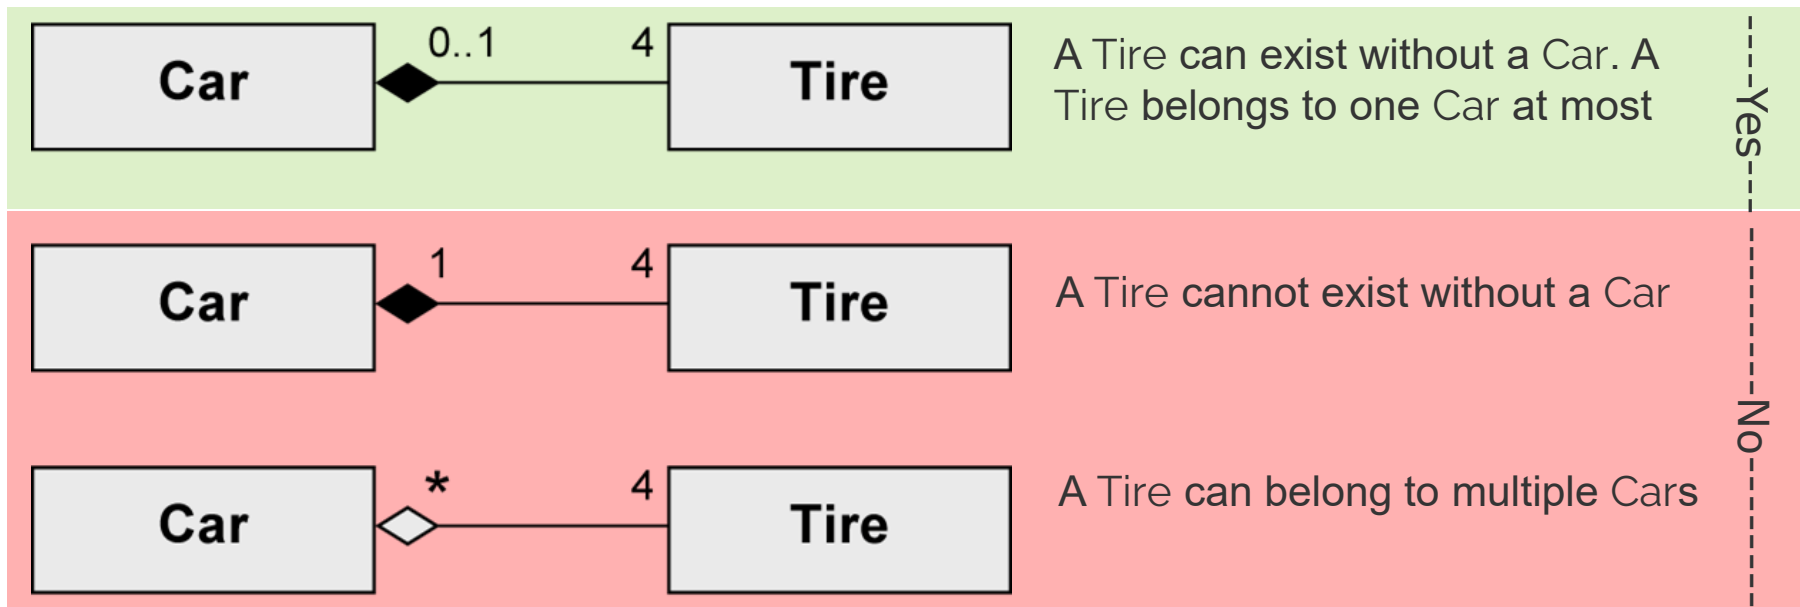 Car 0..1 4 Tire
A Tire can exist without a Car. A
Tire belongs to one Car at most
Yes
Car 1 4 Tire
A Tire cannot exist without a Car
Car * 4 Tire
A Tire can belong to multiple Cars
No